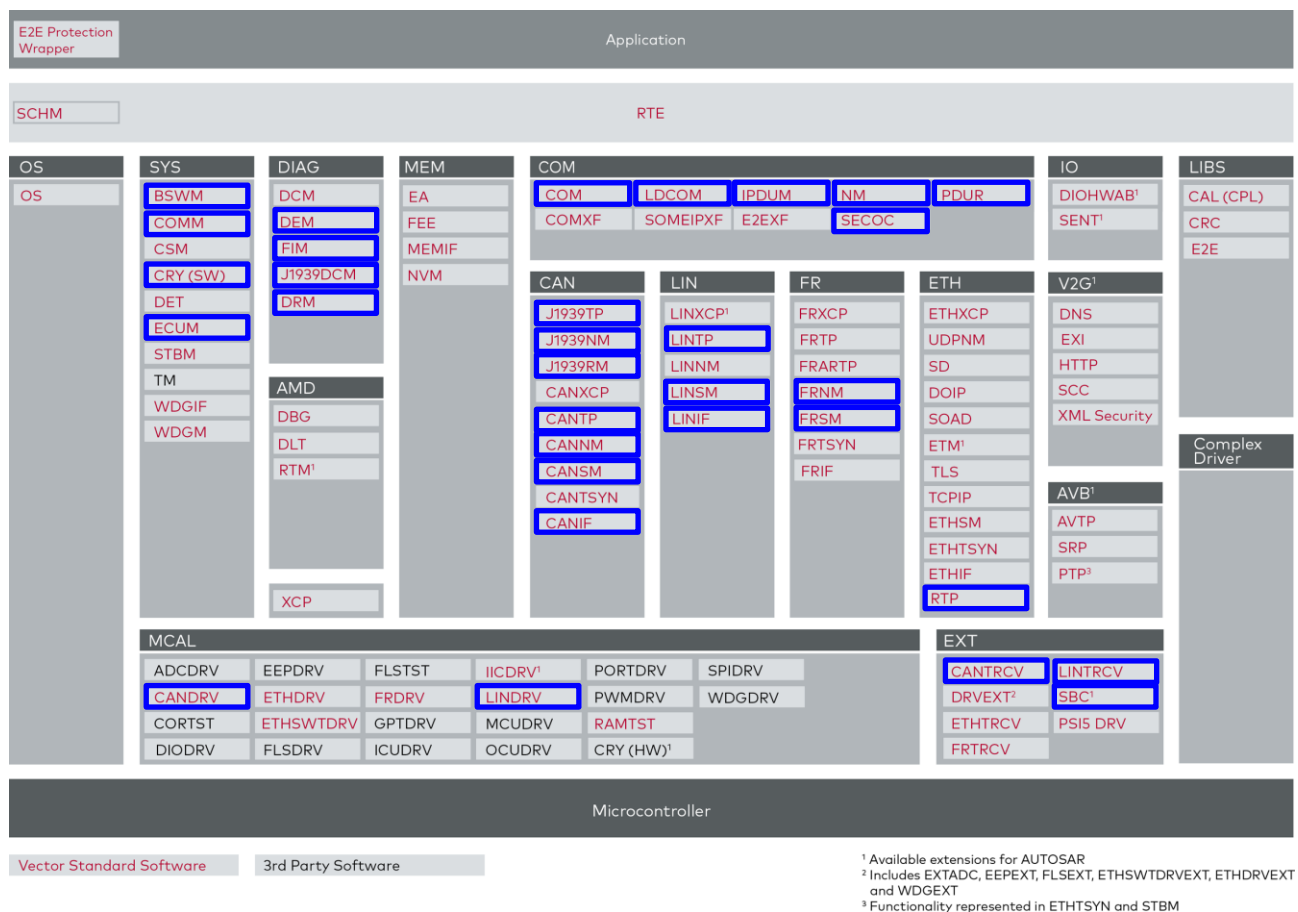 E2E Protection
Wrapper
Application
SCHM
RTE
OS
OS
SYS
BSWM
COMM
CSM
CRY (SW)
DET
ECUM
STBM
TM
WDGIF
WDGM
DIAG
DCM
DEM
FIM
J1939DCM
DRM
AMD
DBG
DLT
RTM¹
XCP
MEM
EA
FEE
MEMIF
NVM
COM
COM LDCOM IPDUM NM PDUR
COMXF SOMEIPXF E2EXF SECOC
CAN
J1939TP
J1939NM
J1939RM
CANXCP
CANTP
CANNM
CANSM
CANTSYN
CANIF
LIN
LINXCP¹
LINTP
LINNM
LINSM
LINIF
FR
FRXCP
FRTP
FRARTP
FRNM
FRSM
FRTSYN
FRIF
ETH
ETHXCP
UDPNM
SD
DOIP
SOAD
ETM¹
TLS
TCPIP
ETHSM
ETHTSYN
ETHIF
RTP
IO
DIOHWAB¹
SENT¹
V2G¹
DNS
EXI
HTTP
SCC
XML Security
AVB¹
AVTP
SRP
PTP³
LIBS
CAL (CPL)
CRC
E2E
Complex
Driver
MCAL
ADCDRV EEPDRV FLSTST IICDRV¹ PORTDRV SPIDRV
CANDRV ETHDRV FRDRV LINDRV PWMDRV WDGDRV
CORTST ETHSWTDRV GPTDRV MCUDRV RAMTST
DIODRV FLSDRV ICUDRV OCUDRV CRY (HW)¹
EXT
CANTRCV LINTRCV
DRVEXT² SBC¹
ETHTRCV PSI5 DRV
FRTRCV
Microcontroller
Vector Standard Software
3rd Party Software
¹ Available extensions for AUTOSAR
² Includes EXTADC, EEPEXT, FLSEXT, ETHSWTDRVEXT, ETHDRVEXT
and WDGEXT
³ Functionality represented in ETHTSYN and STBM